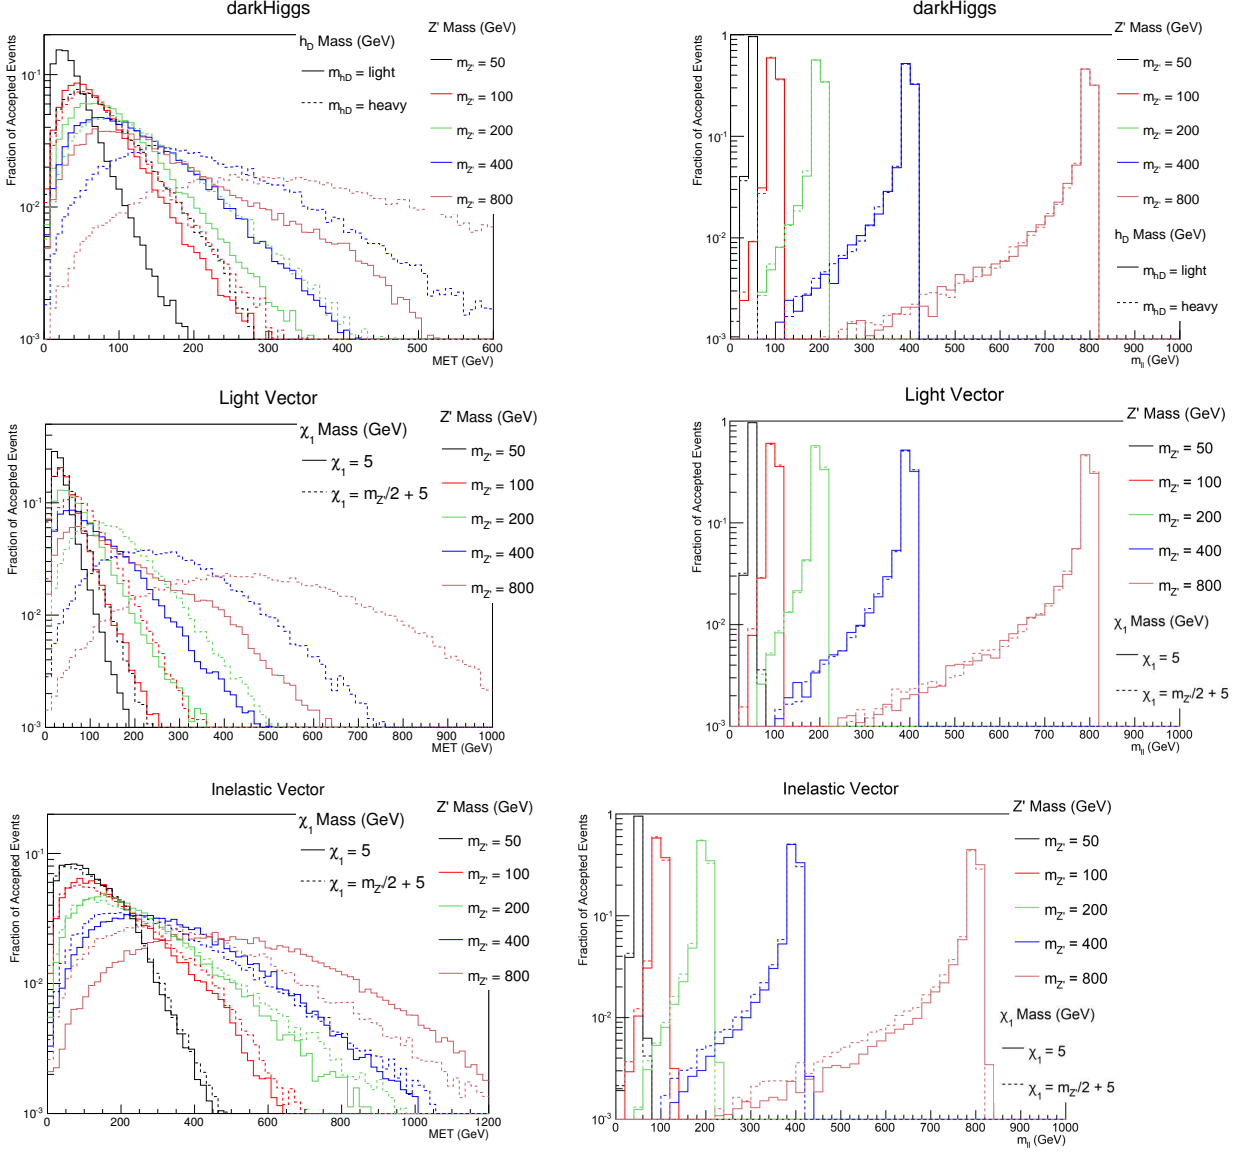 darkHiggs
h_D Mass (GeV)
m_hD = light
m_hD = heavy
Z' Mass (GeV)
m_Z' = 50
m_Z' = 100
m_Z' = 200
m_Z' = 400
m_Z' = 800
Fraction of Accepted Events
10^-1
10^-2
10^-3
0 100 200 300 400 500 600
MET (GeV)
darkHiggs
Z' Mass (GeV)
m_Z' = 50
m_Z' = 100
m_Z' = 200
m_Z' = 400
m_Z' = 800
h_D Mass (GeV)
m_hD = light
m_hD = heavy
Fraction of Accepted Events
1
10^-1
10^-2
10^-3
0 100 200 300 400 500 600 700 800 900 1000
m_ll (GeV)
Light Vector
χ_1 Mass (GeV)
χ_1 = 5
χ_1 = m_Z'/2 + 5
Z' Mass (GeV)
m_Z' = 50
m_Z' = 100
m_Z' = 200
m_Z' = 400
m_Z' = 800
Fraction of Accepted Events
10^-1
10^-2
10^-3
0 100 200 300 400 500 600 700 800 900 1000
MET (GeV)
Light Vector
Z' Mass (GeV)
m_Z' = 50
m_Z' = 100
m_Z' = 200
m_Z' = 400
m_Z' = 800
χ_1 Mass (GeV)
χ_1 = 5
χ_1 = m_Z'/2 + 5
Fraction of Accepted Events
1
10^-1
10^-2
10^-3
0 100 200 300 400 500 600 700 800 900 1000
m_ll (GeV)
Inelastic Vector
χ_1 Mass (GeV)
χ_1 = 5
χ_1 = m_Z'/2 + 5
Z' Mass (GeV)
m_Z' = 50
m_Z' = 100
m_Z' = 200
m_Z' = 400
m_Z' = 800
Fraction of Accepted Events
10^-1
10^-2
10^-3
0 200 400 600 800 1000 1200
MET (GeV)
Inelastic Vector
Z' Mass (GeV)
m_Z' = 50
m_Z' = 100
m_Z' = 200
m_Z' = 400
m_Z' = 800
χ_1 Mass (GeV)
χ_1 = 5
χ_1 = m_Z'/2 + 5
Fraction of Accepted Events
1
10^-1
10^-2
10^-3
0 100 200 300 400 500 600 700 800 900 1000
m_ll (GeV)